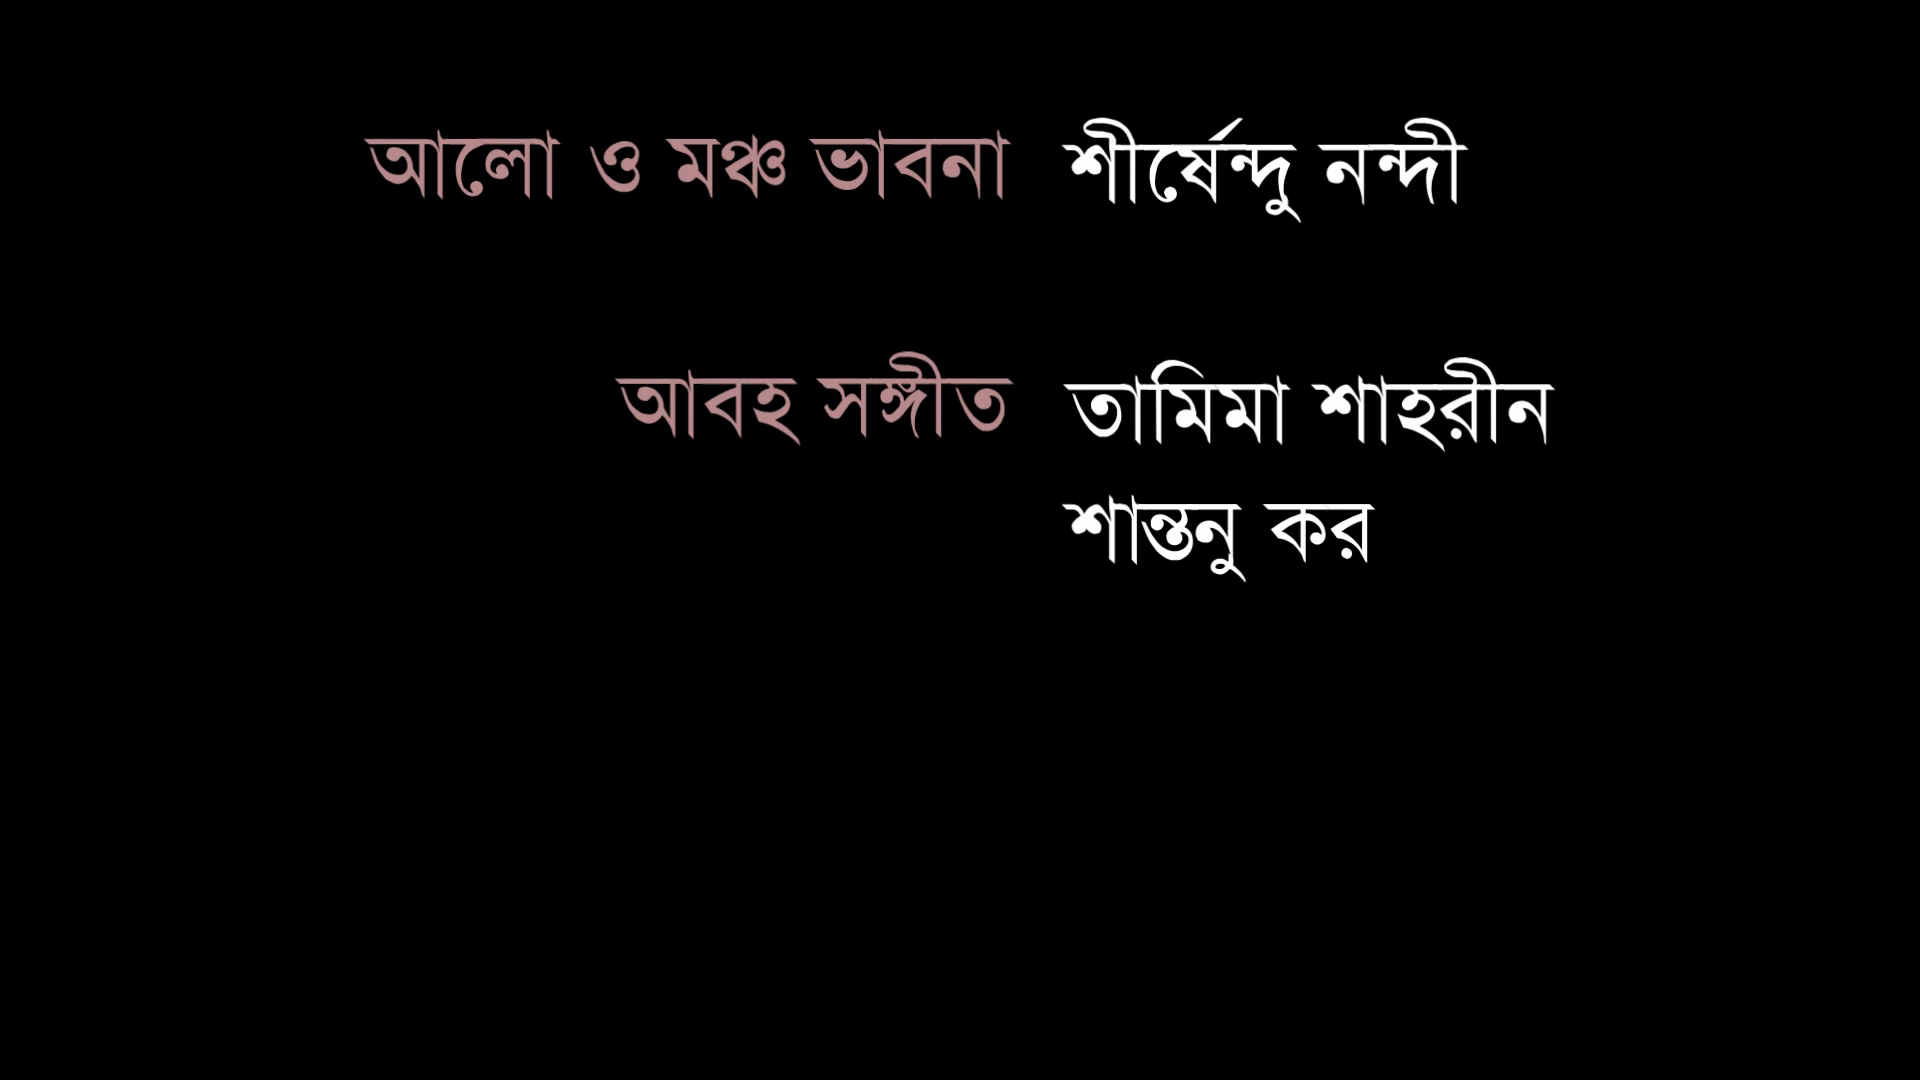 আলো ও মঞ্চ ভাবনা শীর্ষেন্দু নন্দী
আবহ সঙ্গীত তামিমা শাহরীন
শান্তনু কর